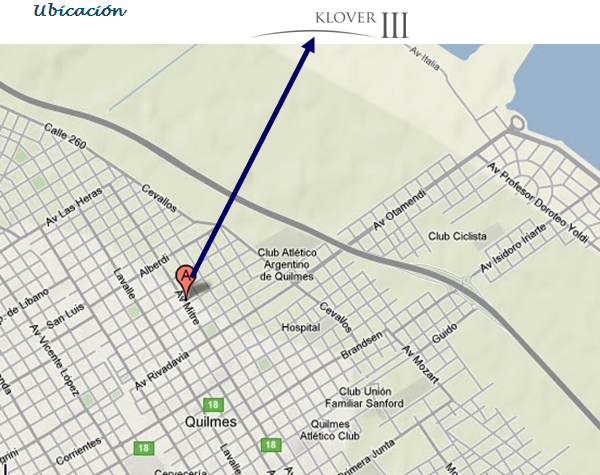 Ubicación
KLOVER III
Av Italia
Calle 260
Cevallos
Av Las Heras
Av Otamendi
Av Profesor Doroteo Yoldi
Club Ciclista
Av Isidoro Iriarte
Club Atlético
Argentino
de Quilmes
Alberdi
Lavalle
A
Av Mitre
de Líbano
San Luis
Cevallos
Hospital
Guido
Brandsen
Av Mozart
Av Vicente López
Av Rivadavia
Club Unión
Familiar Sanford
18
Quilmes
Quilmes
Atlético Club
Lavalle
18
18
Corrientes
Primera Junta
Cervecería